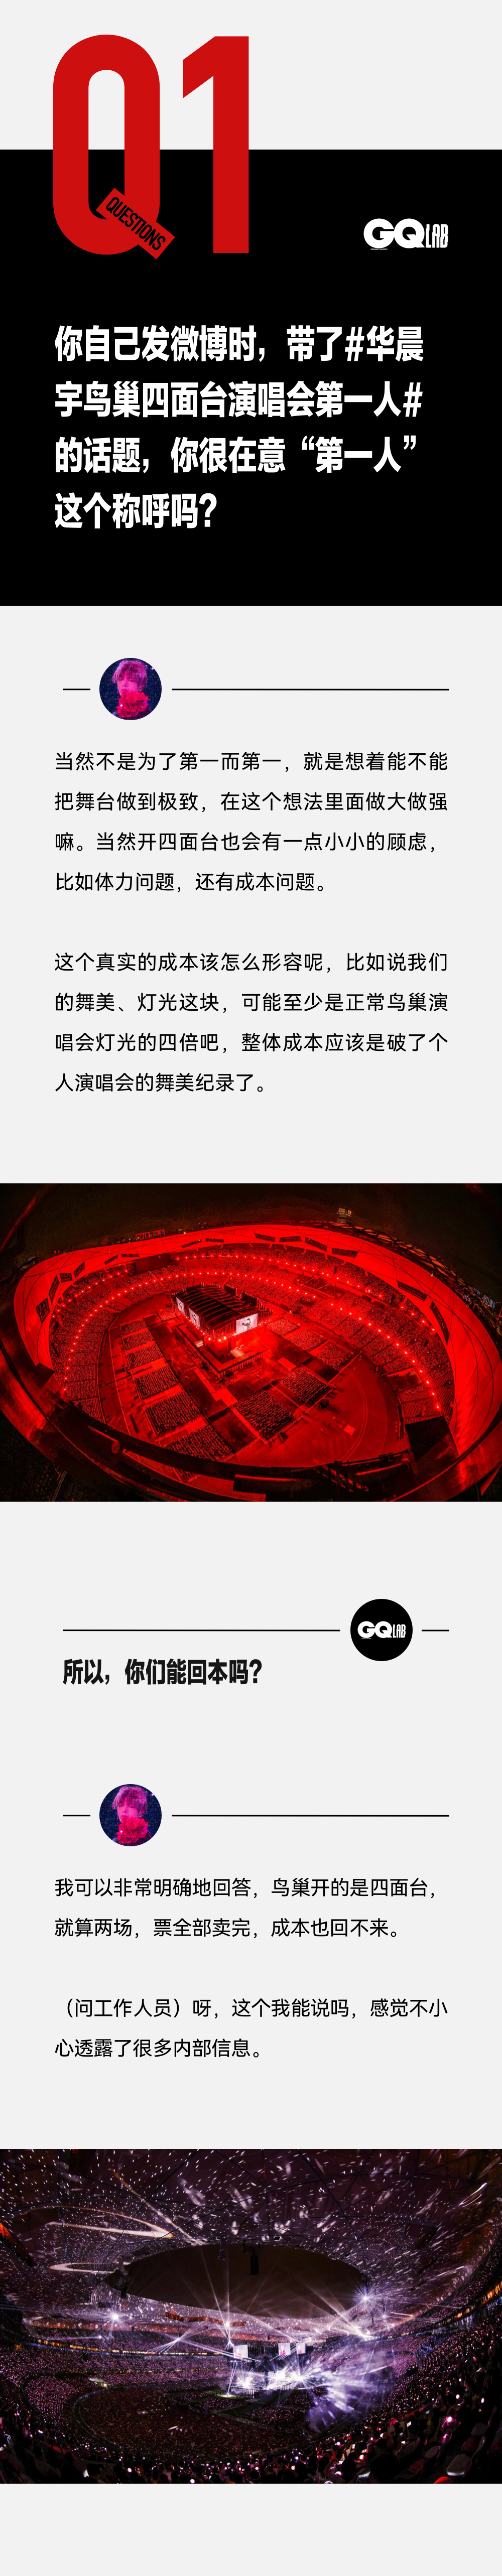 Q1
QUESTIONS
GQ LAB
你自己发微博时，带了#华晨
宇鸟巢四面台演唱会第一人#
的话题，你很在意“第一人”
这个称呼吗？
当然不是为了第一而第一，就是想着能不能
把舞台做到极致，在这个想法里面做大做强
嘛。当然开四面台也会有一点小小的顾虑，
比如体力问题，还有成本问题。
这个真实的成本该怎么形容呢，比如说我们
的舞美、灯光这块，可能至少是正常鸟巢演
唱会灯光的四倍吧，整体成本应该是破了个
人演唱会的舞美纪录了。
GQ LAB
所以，你们能回本吗？
我可以非常明确地回答，鸟巢开的是四面台，
就算两场，票全部卖完，成本也回不来。
（问工作人员）呀，这个我能说吗，感觉不小
心透露了很多内部信息。